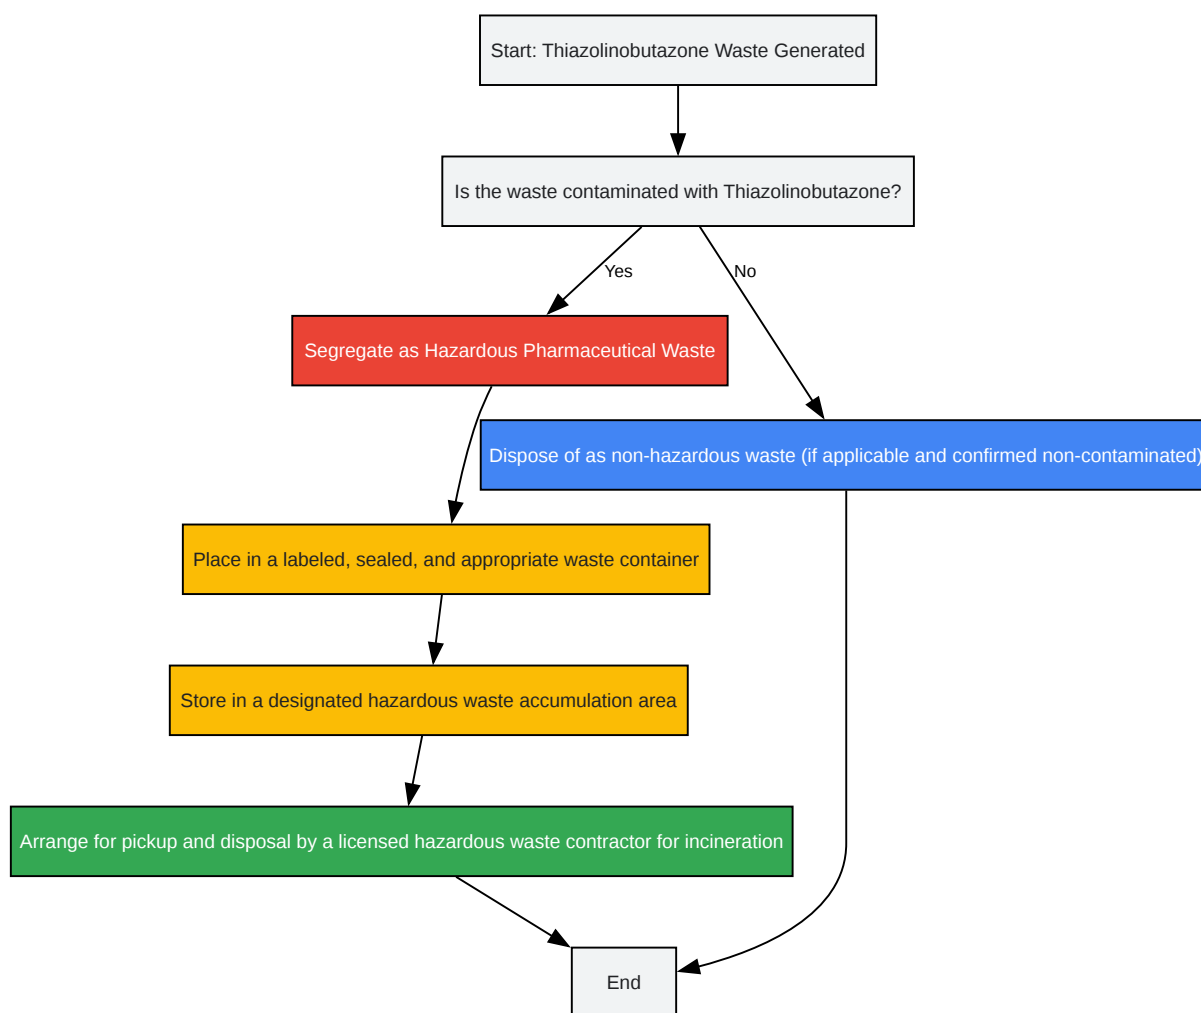 Start: Thiazolinobutazone Waste Generated
Is the waste contaminated with Thiazolinobutazone?
Yes
No
Segregate as Hazardous Pharmaceutical Waste
Dispose of as non-hazardous waste (if applicable and confirmed non-contaminated)
Place in a labeled, sealed, and appropriate waste container
Store in a designated hazardous waste accumulation area
Arrange for pickup and disposal by a licensed hazardous waste contractor for incineration
End